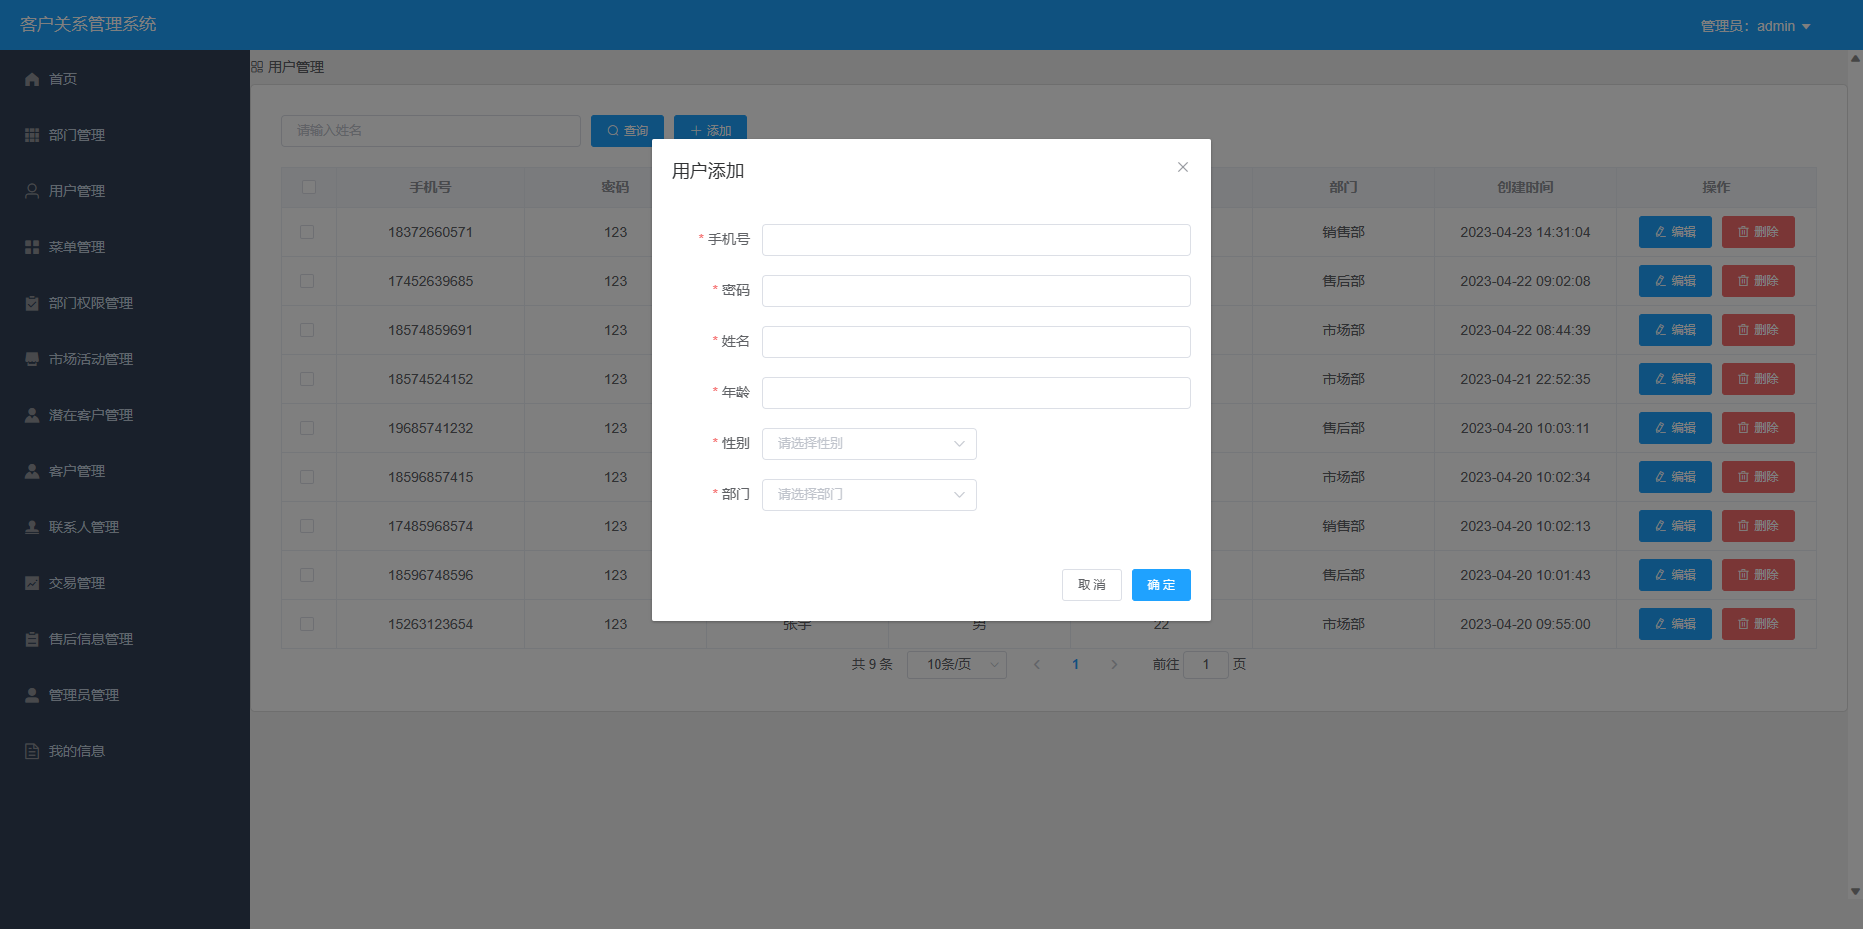 客户关系管理系统
管理员：admin
首页
部门管理
用户管理
菜单管理
部门权限管理
市场活动管理
潜在客户管理
客户管理
联系人管理
交易管理
售后信息管理
管理员管理
我的信息
用户管理
请输入姓名 查询 添加
手机号 密码 部门 创建时间 操作
18372660571 123 销售部 2023-04-23 14:31:04 编辑 删除
17452639685 123 售后部 2023-04-22 09:02:08 编辑 删除
18574859691 123 市场部 2023-04-22 08:44:39 编辑 删除
18574524152 123 市场部 2023-04-21 22:52:35 编辑 删除
19685741232 123 售后部 2023-04-20 10:03:11 编辑 删除
18596857415 123 市场部 2023-04-20 10:02:34 编辑 删除
17485968574 123 销售部 2023-04-20 10:02:13 编辑 删除
18596748596 123 售后部 2023-04-20 10:01:43 编辑 删除
15263123654 123 张宇 男 22 市场部 2023-04-20 09:55:00 编辑 删除
共 9 条 10条/页 1 前往 1 页
用户添加
* 手机号
* 密码
* 姓名
* 年龄
* 性别 请选择性别
* 部门 请选择部门
取 消 确 定